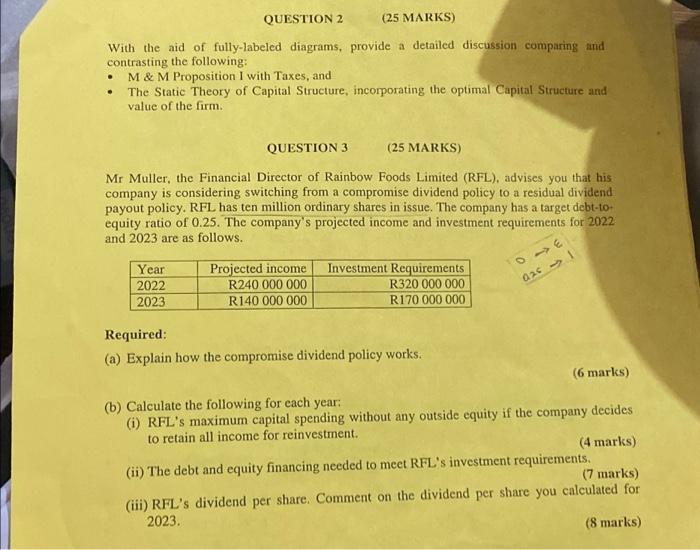 QUESTION 2 (25 MARKS)
With the aid of fully-labeled diagrams, provide a detailed discussion comparing and
contrasting the following:
• M & M Proposition I with Taxes, and
• The Static Theory of Capital Structure, incorporating the optimal Capital Structure and
value of the firm.
QUESTION 3 (25 MARKS)
Mr Muller, the Financial Director of Rainbow Foods Limited (RFL), advises you that his
company is considering switching from a compromise dividend policy to a residual dividend
payout policy. RFL has ten million ordinary shares in issue. The company has a target debt-to-
equity ratio of 0.25. The company's projected income and investment requirements for 2022
and 2023 are as follows.
D → E
0.25 → 1
Year Projected income Investment Requirements
2022 R240 000 000 R320 000 000
2023 R140 000 000 R170 000 000
Required:
(a) Explain how the compromise dividend policy works.
(6 marks)
(b) Calculate the following for each year:
(i) RFL's maximum capital spending without any outside equity if the company decides
to retain all income for reinvestment.
(4 marks)
(ii) The debt and equity financing needed to meet RFL's investment requirements.
(7 marks)
(iii) RFL's dividend per share. Comment on the dividend per share you calculated for
2023.
(8 marks)